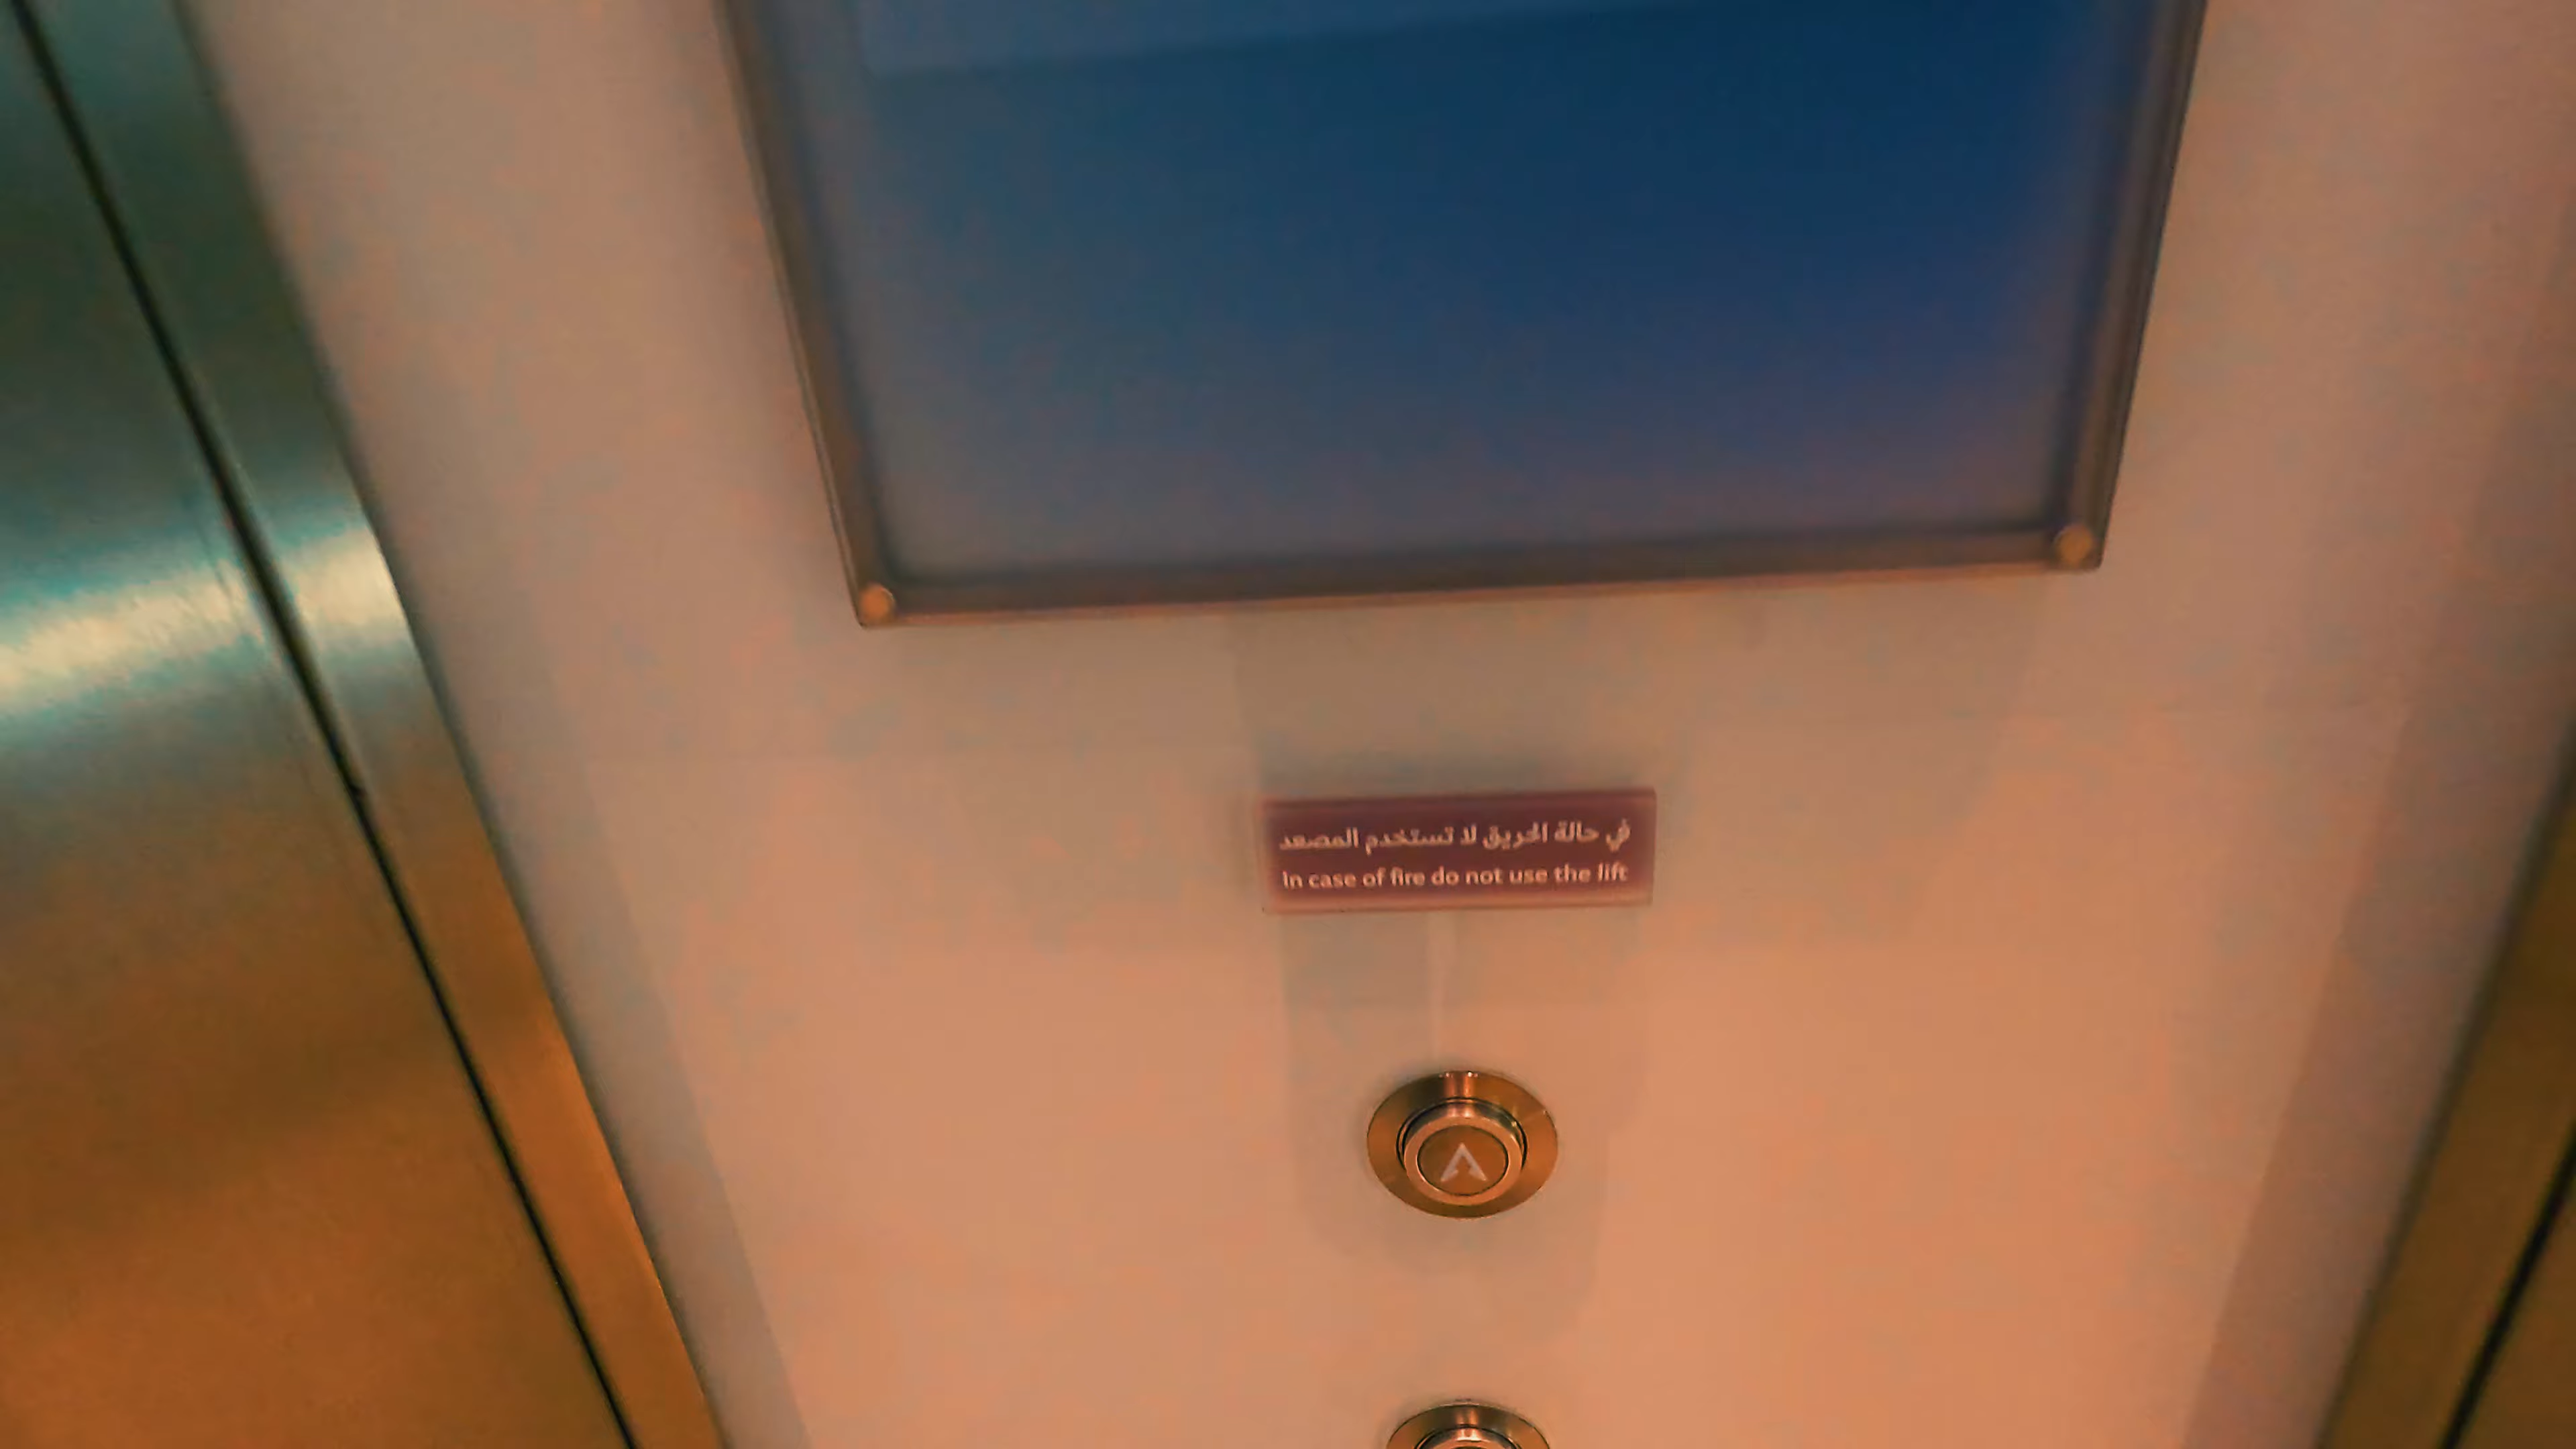 في حالة الحريق لا تستخدم المصعد
In case of fire do not use the lift